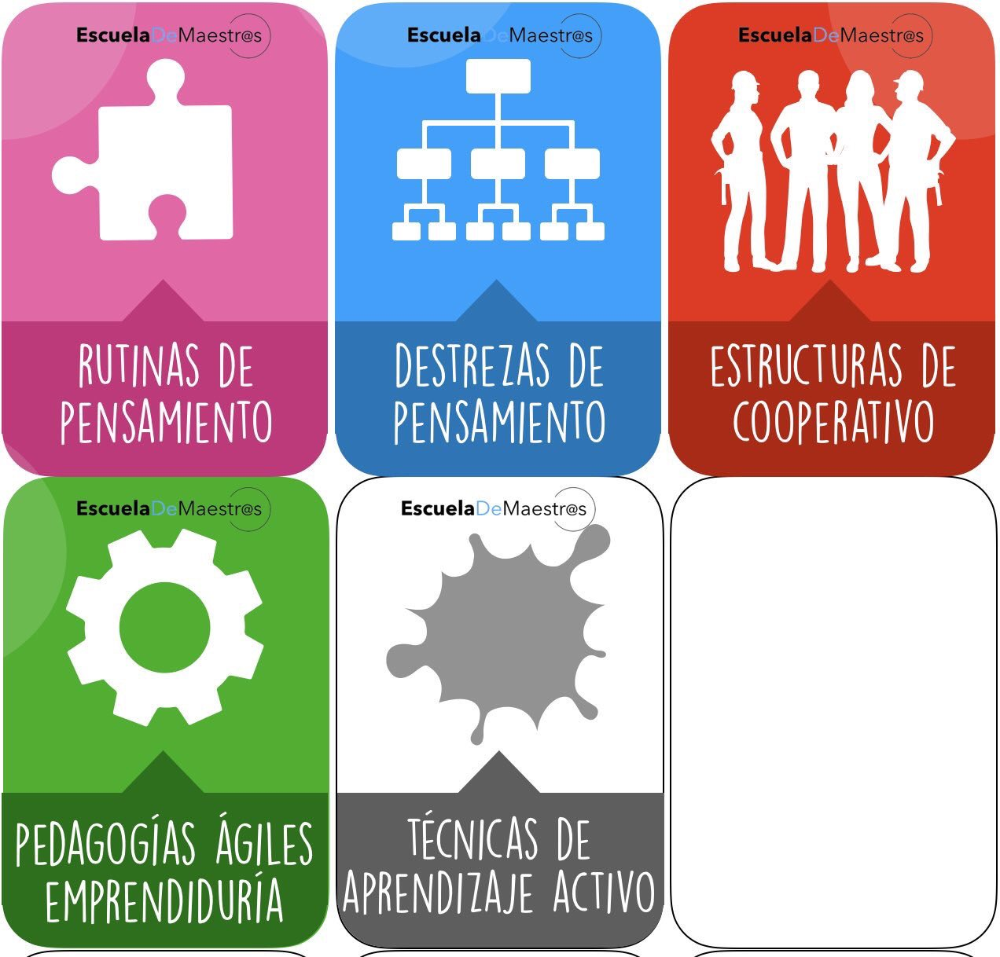 EscuelaDeMaestr@s
RUTINAS DE
PENSAMIENTO
EscuelaDeMaestr@s
DESTREZAS DE
PENSAMIENTO
EscuelaDeMaestr@s
ESTRUCTURAS DE
COOPERATIVO
EscuelaDeMaestr@s
PEDAGOGÍAS ÁGILES
EMPRENDIDURÍA
EscuelaDeMaestr@s
TÉCNICAS DE
APRENDIZAJE ACTIVO